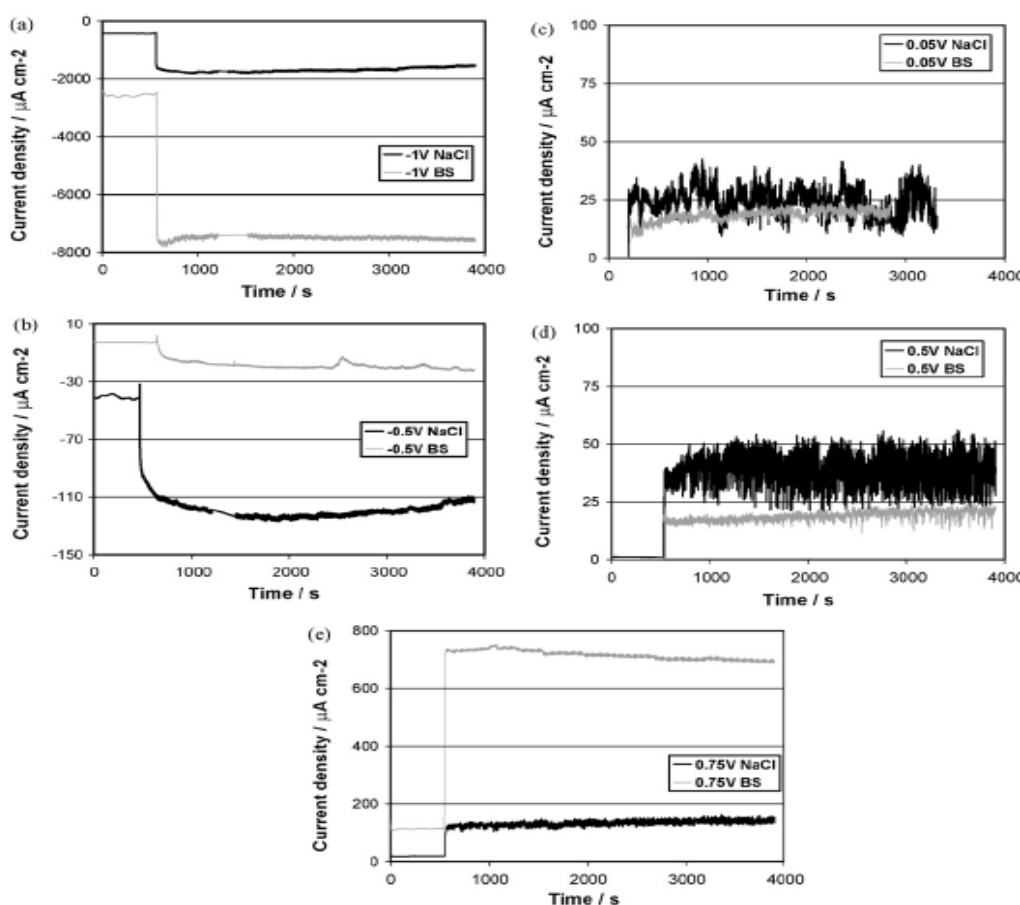 (a)
Current density / µA cm-2
0
-2000
-4000
-6000
-8000
-1V NaCl
-1V BS
0 1000 2000 3000 4000
Time / s
(c)
Current density / µA cm-2
100
75
50
25
0
0.05V NaCl
0.05V BS
0 1000 2000 3000 4000
Time / s
(b)
Current density / µA cm-2
10
-30
-70
-110
-150
-0.5V NaCl
-0.5V BS
0 1000 2000 3000 4000
Time / s
(d)
Current density / µA cm-2
100
75
50
25
0
0.5V NaCl
0.5V BS
0 1000 2000 3000 4000
Time / s
(e)
Current density / µA cm-2
800
600
400
200
0
0.75V NaCl
0.75V BS
0 1000 2000 3000 4000
Time / s